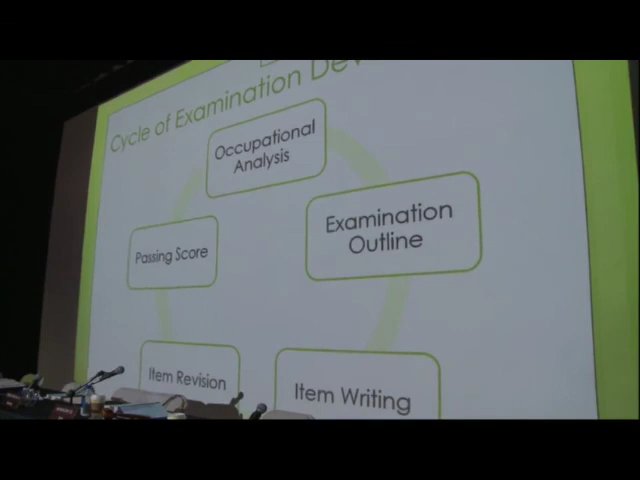 Cycle of Examination
Occupational
Analysis
Examination
Outline
Passing Score
Item Revision
Item Writing